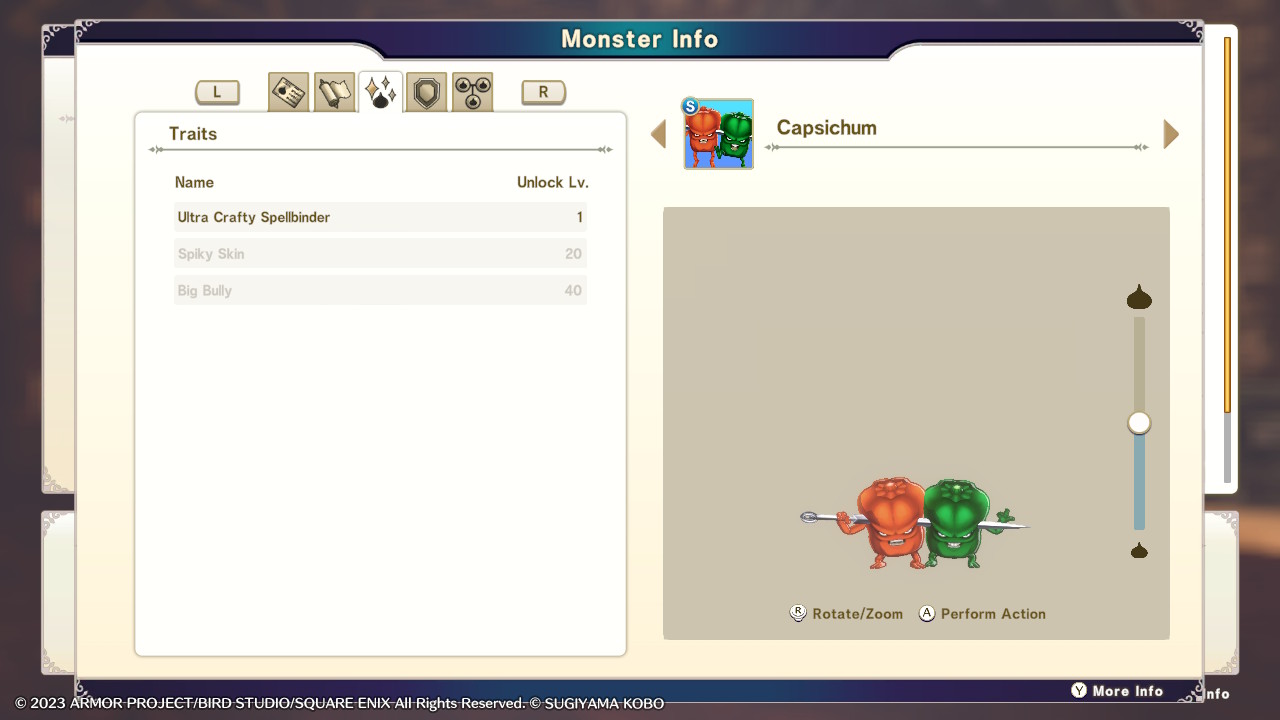 Monster Info
L
R
Traits
Name Unlock Lv.
Ultra Crafty Spellbinder 1
Spiky Skin 20
Big Bully 40
S
Capsichum
R Rotate/Zoom A Perform Action
Y More Info
nfo
© 2023 ARMOR PROJECT/BIRD STUDIO/SQUARE ENIX All Rights Reserved. © SUGIYAMA KOBO